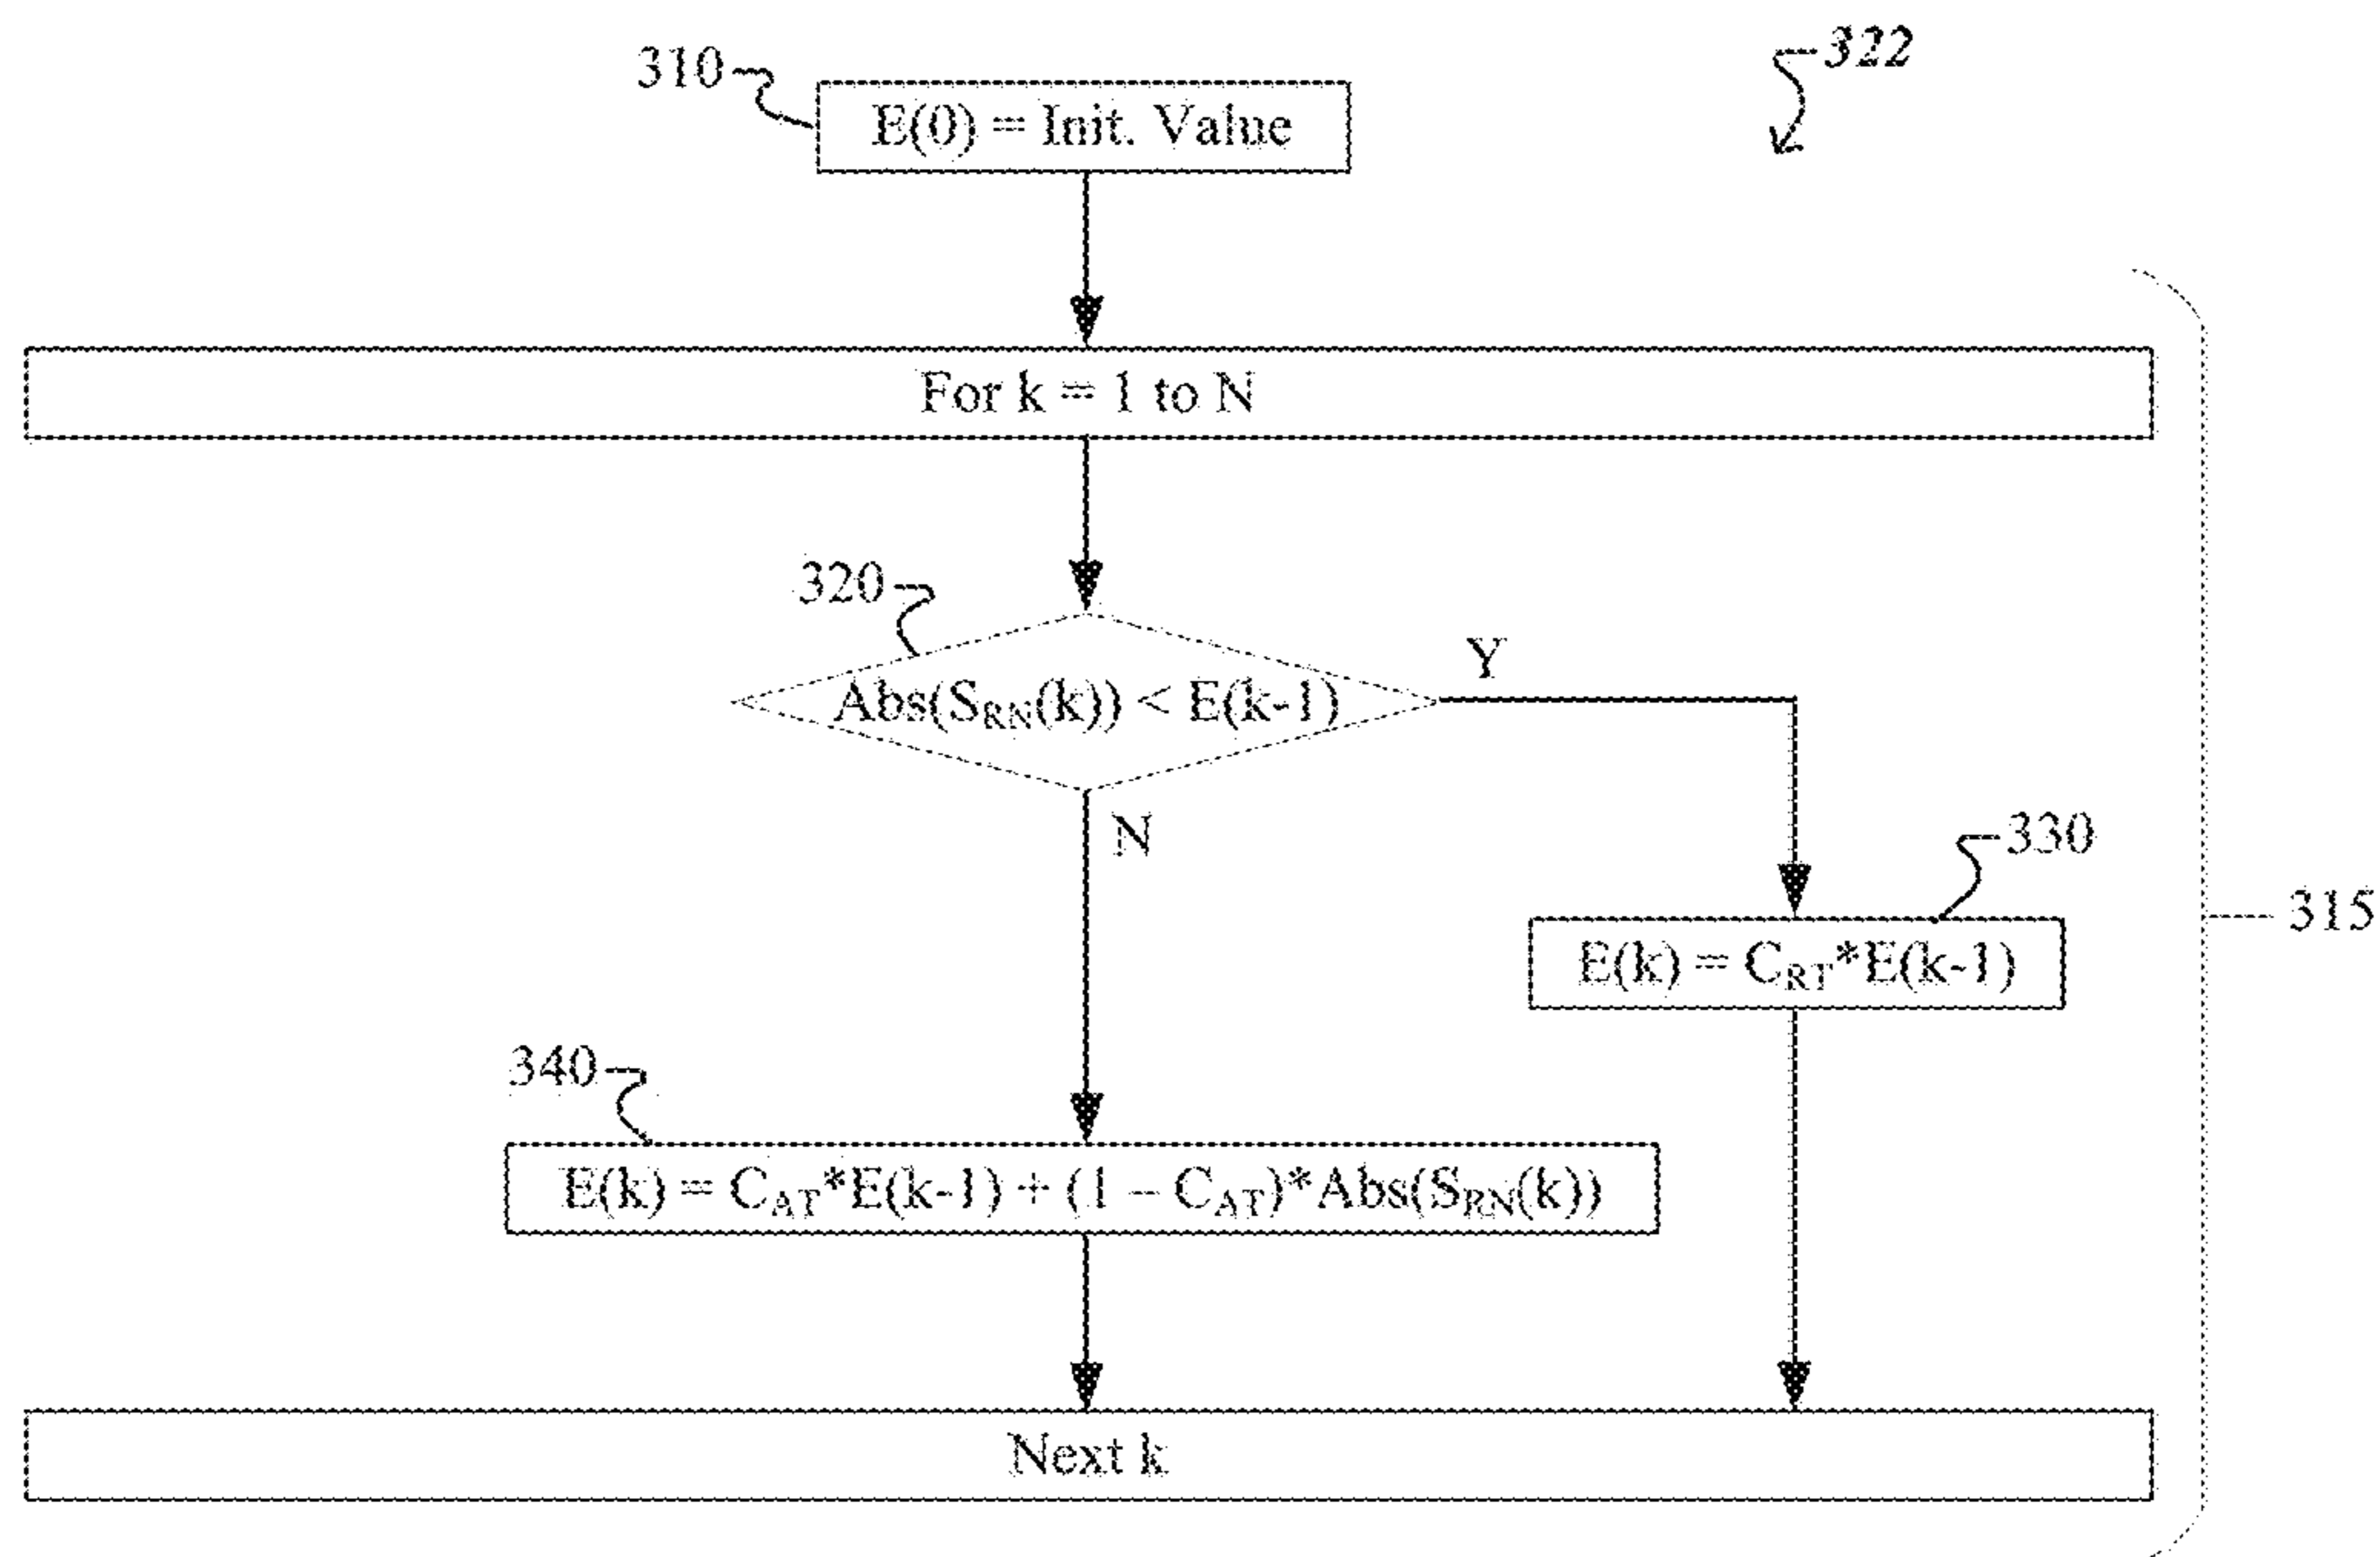 322
310
E(0) = Init. Value
For k = 1 to N
320
Abs(S_RN(k)) < E(k-1)
Y
N
330
315
E(k) = C_RT*E(k-1)
340
E(k) = C_AT*E(k-1) + (1 – C_AT)*Abs(S_RN(k))
Next k